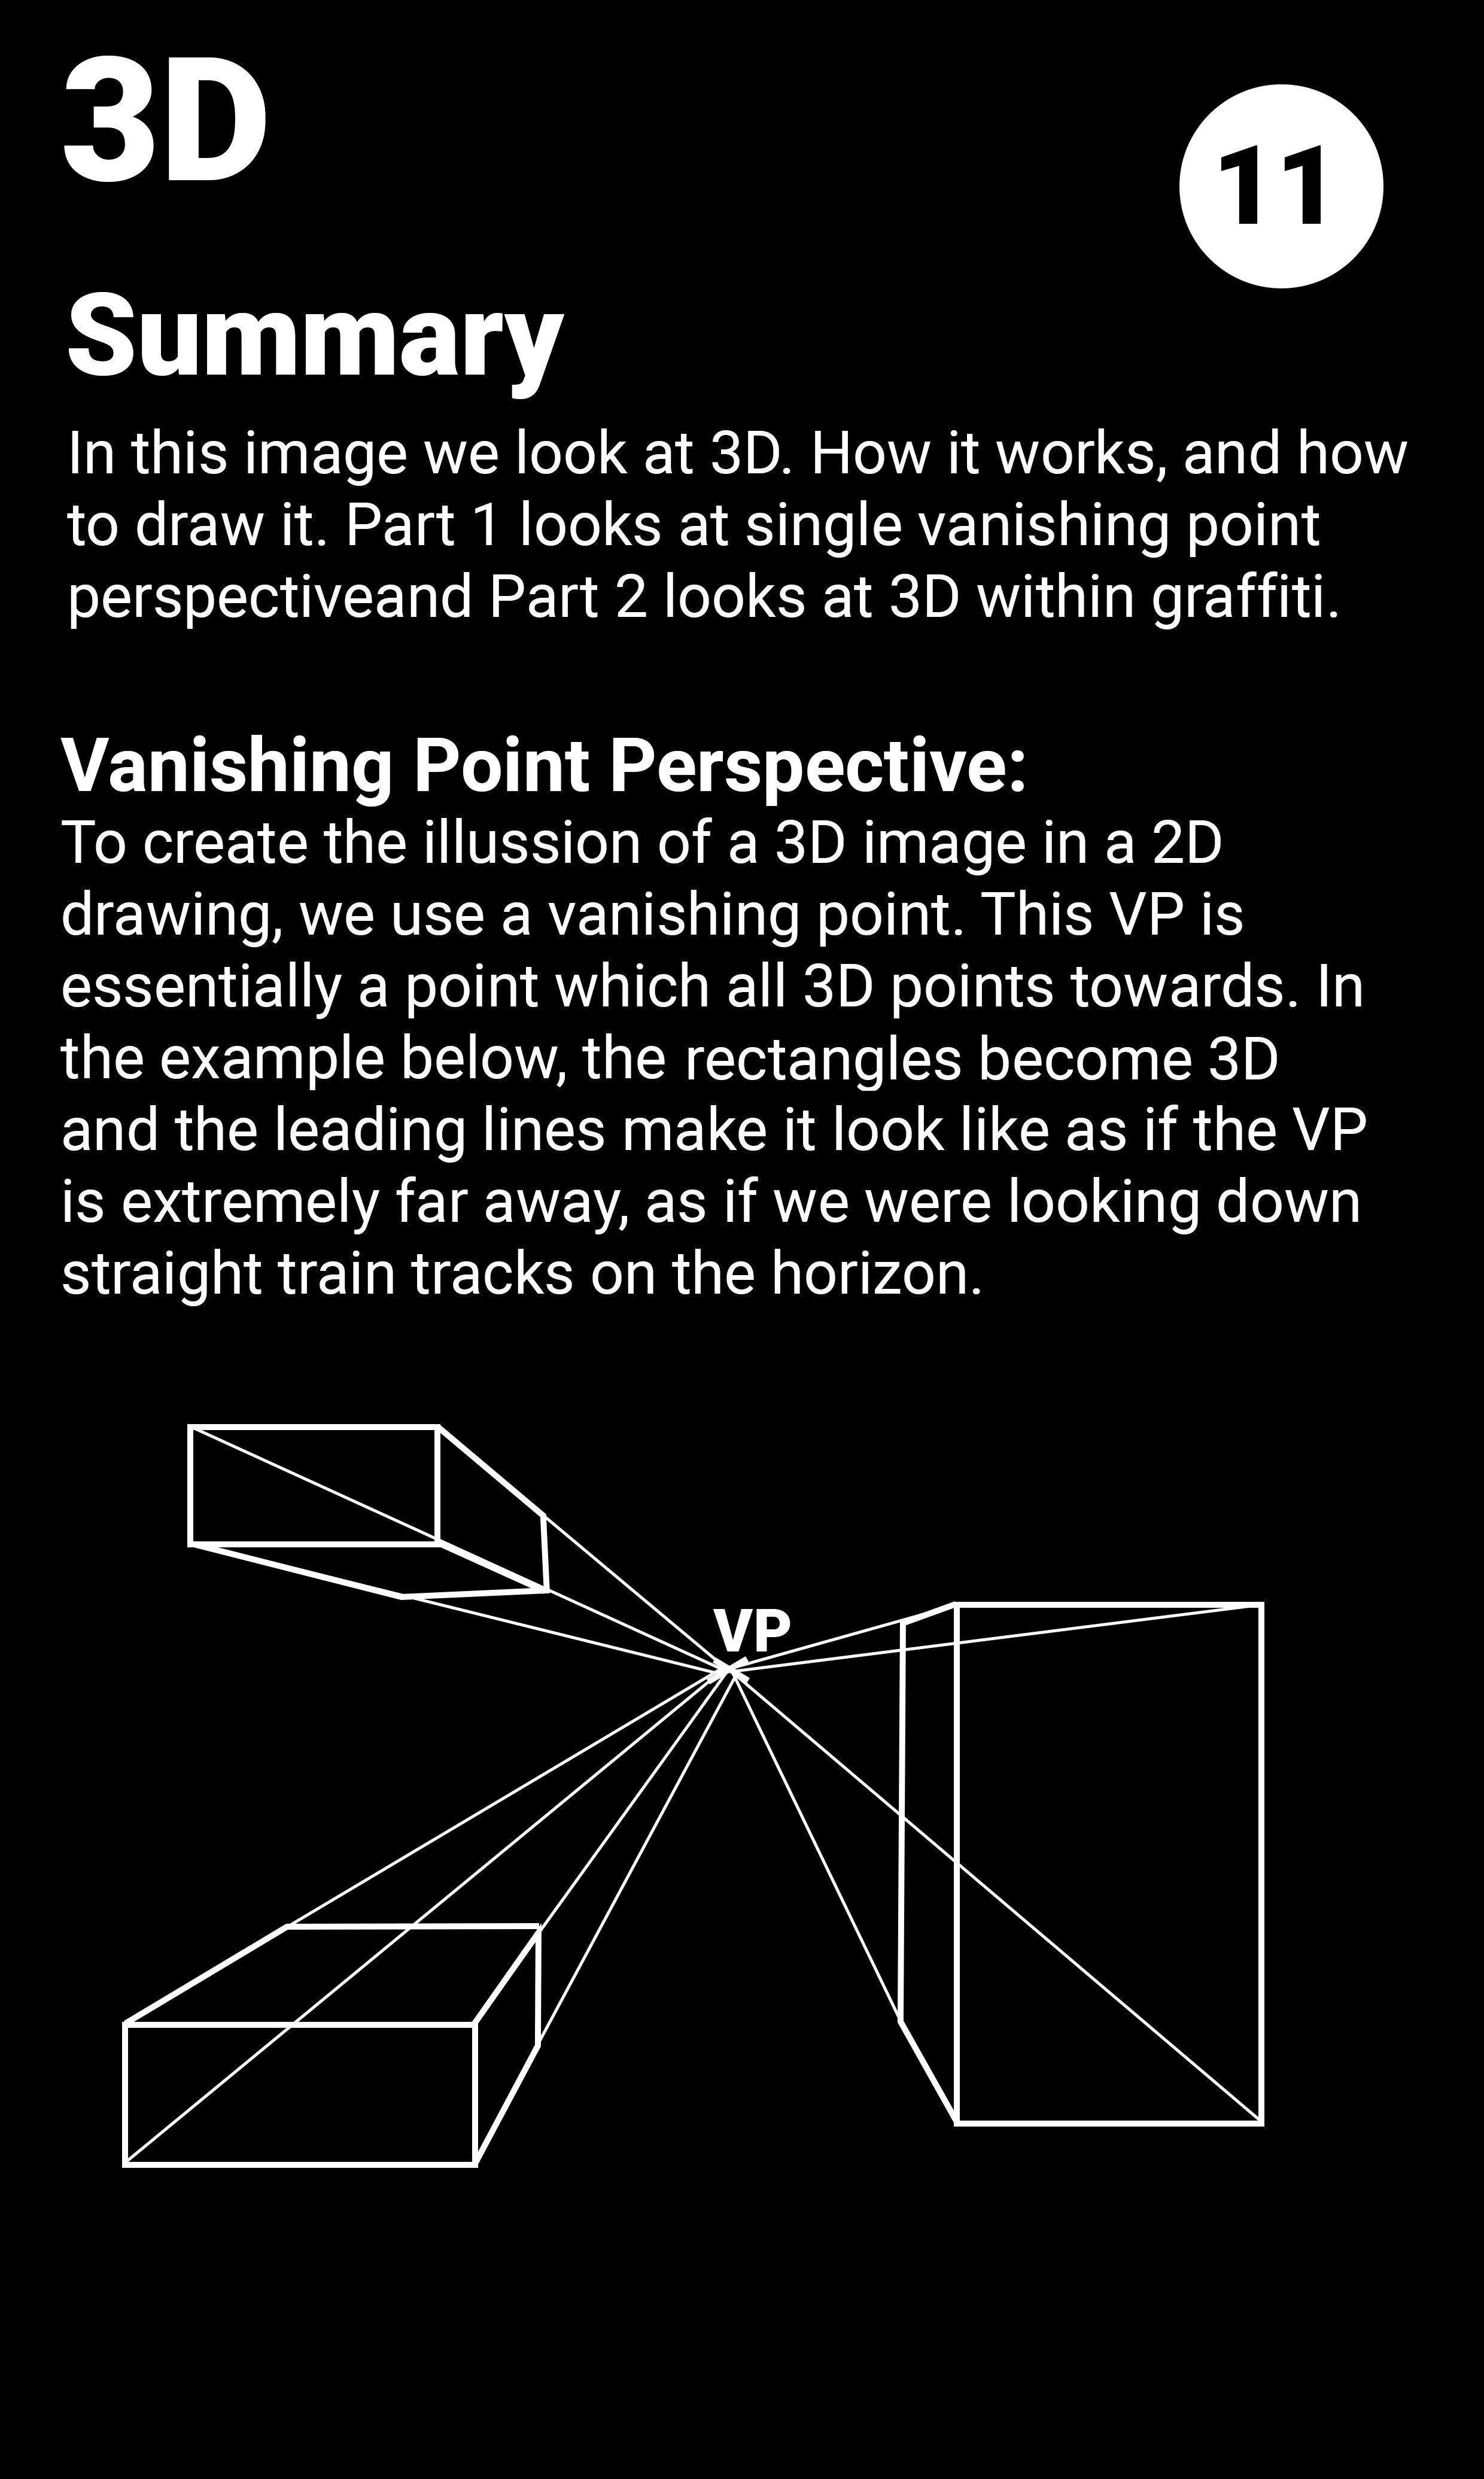 3D
11
Summary
In this image we look at 3D. How it works, and how
to draw it. Part 1 looks at single vanishing point
perspectiveand Part 2 looks at 3D within graffiti.
Vanishing Point Perspective:
To create the illussion of a 3D image in a 2D
drawing, we use a vanishing point. This VP is
essentially a point which all 3D points towards. In
the example below, the rectangles become 3D
and the leading lines make it look like as if the VP
is extremely far away, as if we were looking down
straight train tracks on the horizon.
VP